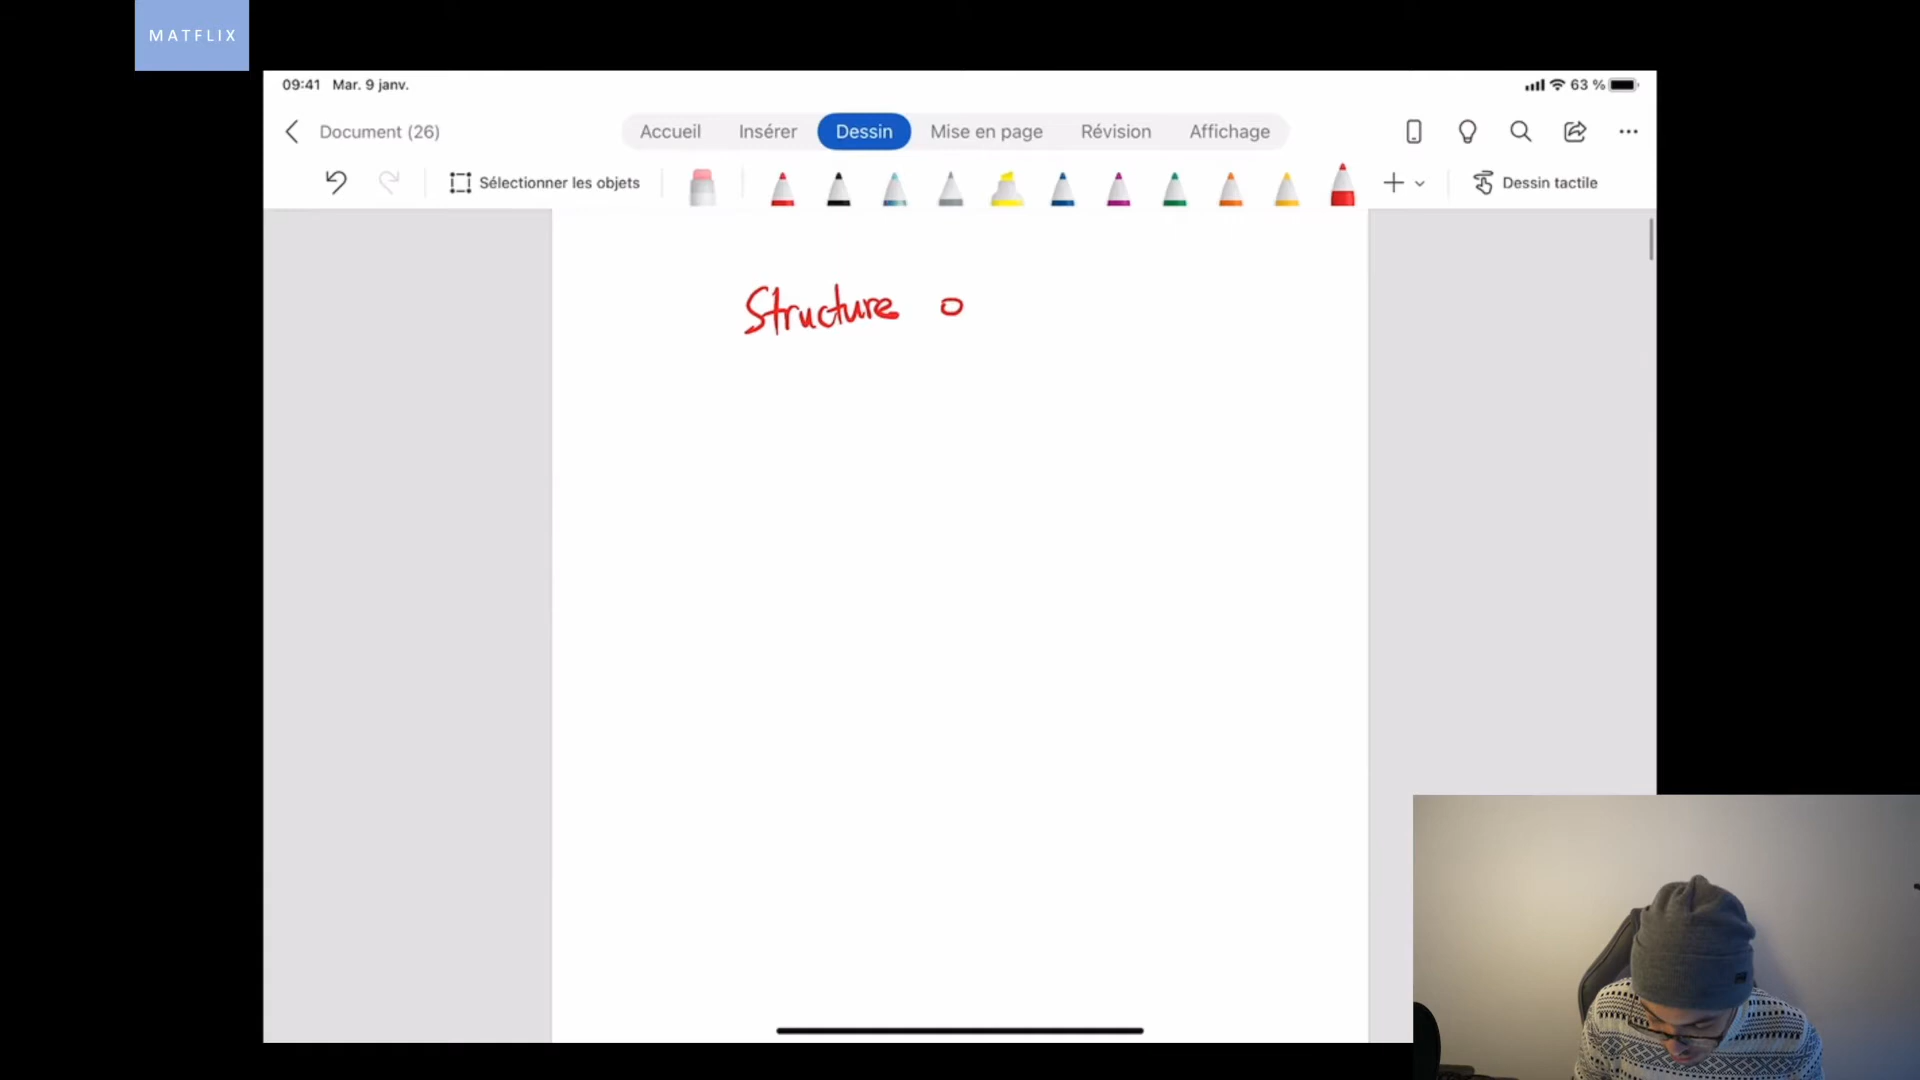 MATFLIX
09:41 Mar. 9 janv. 63 %
Document (26) Accueil Insérer Dessin Mise en page Révision Affichage
Sélectionner les objets Dessin tactile
Structure o